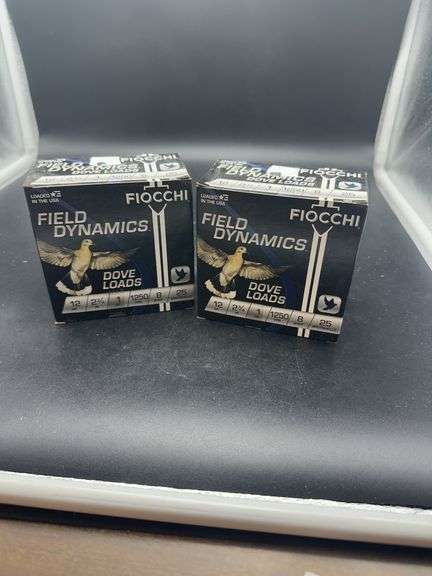 FIOCCHI
LOADED IN THE USA
FIOCCHI
FIELD
DYNAMICS
DOVE
LOADS
12 2¾ 1 1250 8 25
FIOCCHI
FIELD
DYNAMICS
DOVE
LOADS
12 2¾ 1 1250 8 25